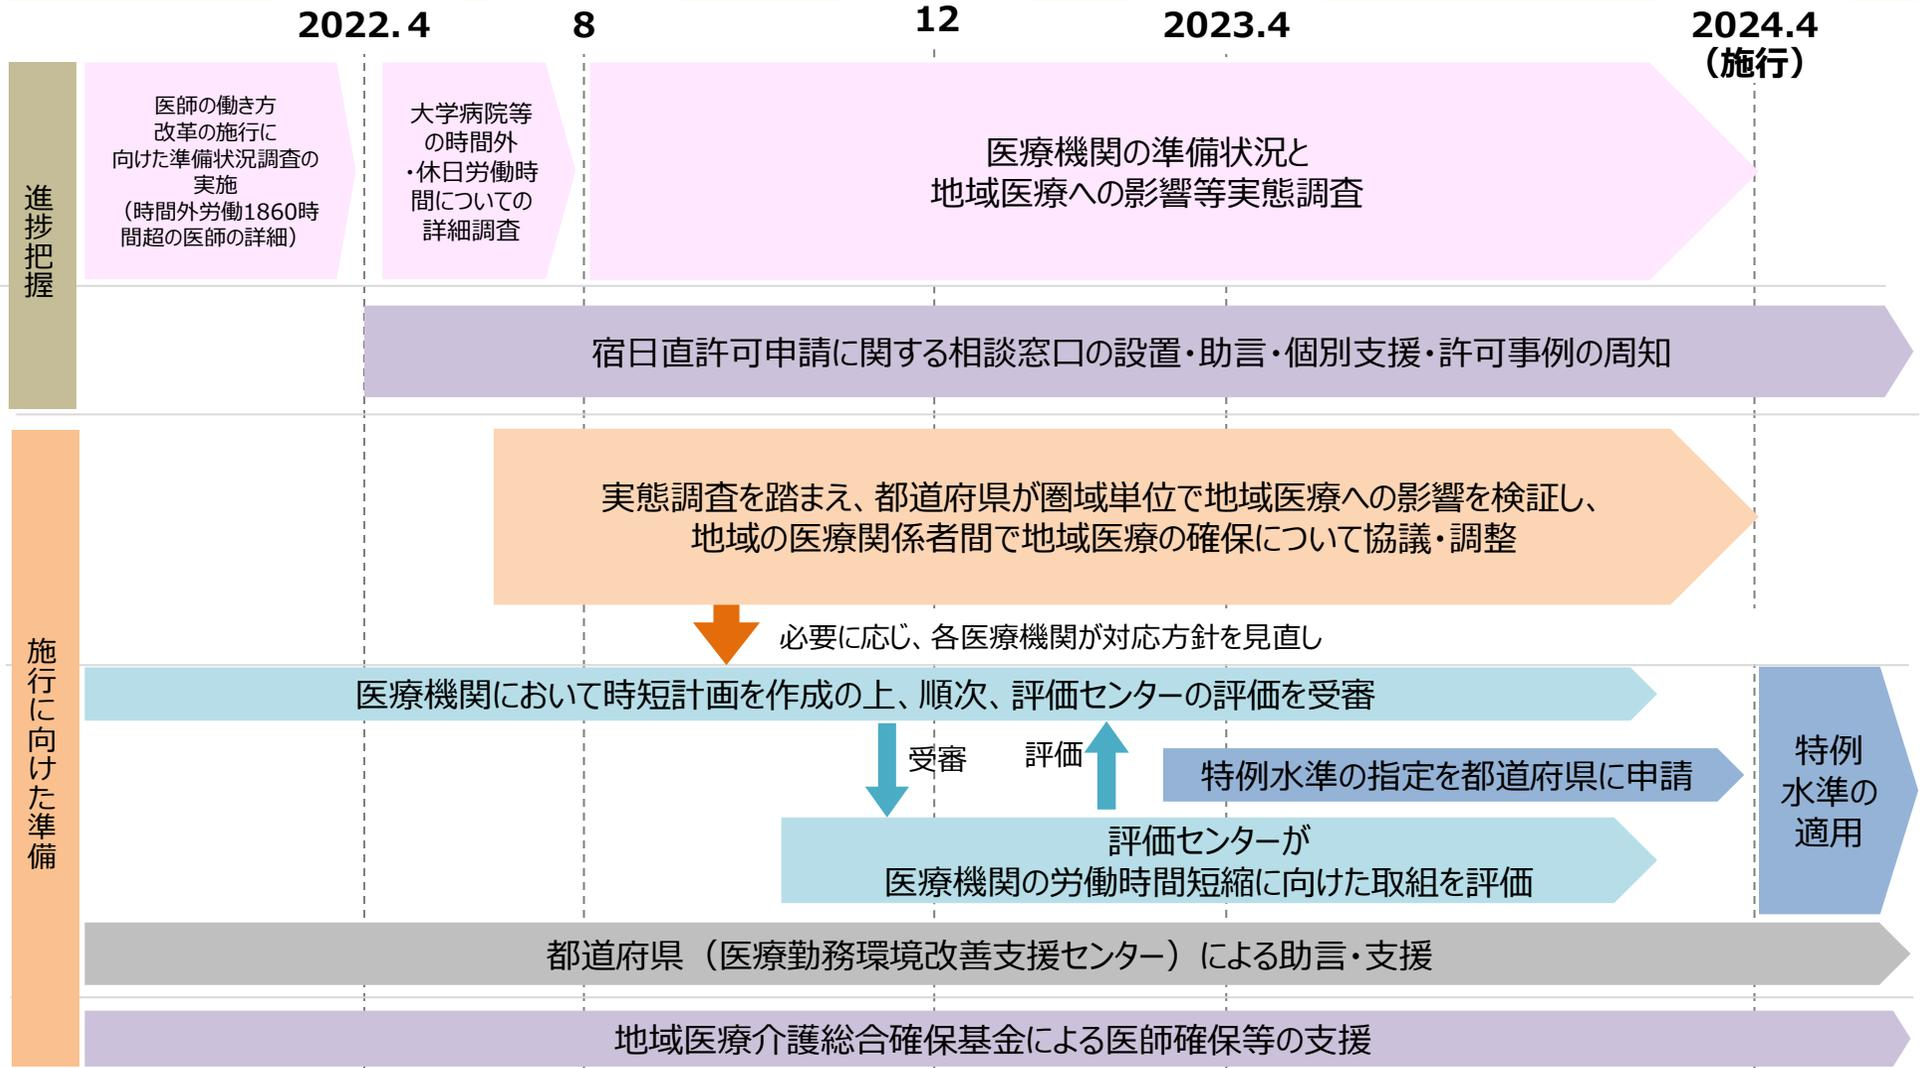 2022.4
8
12
2023.4
2024.4
（施行）
進捗把握
医師の働き方
改革の施行に
向けた準備状況調査の
実施
（時間外労働1860時
間超の医師の詳細）
大学病院等
の時間外
・休日労働時
間についての
詳細調査
医療機関の準備状況と
地域医療への影響等実態調査
宿日直許可申請に関する相談窓口の設置・助言・個別支援・許可事例の周知
施行に向けた準備
実態調査を踏まえ、都道府県が圏域単位で地域医療への影響を検証し、
地域の医療関係者間で地域医療の確保について協議・調整
必要に応じ、各医療機関が対応方針を見直し
医療機関において時短計画を作成の上、順次、評価センターの評価を受審
受審
評価
特例水準の指定を都道府県に申請
特例
水準の
適用
評価センターが
医療機関の労働時間短縮に向けた取組を評価
都道府県（医療勤務環境改善支援センター）による助言・支援
地域医療介護総合確保基金による医師確保等の支援